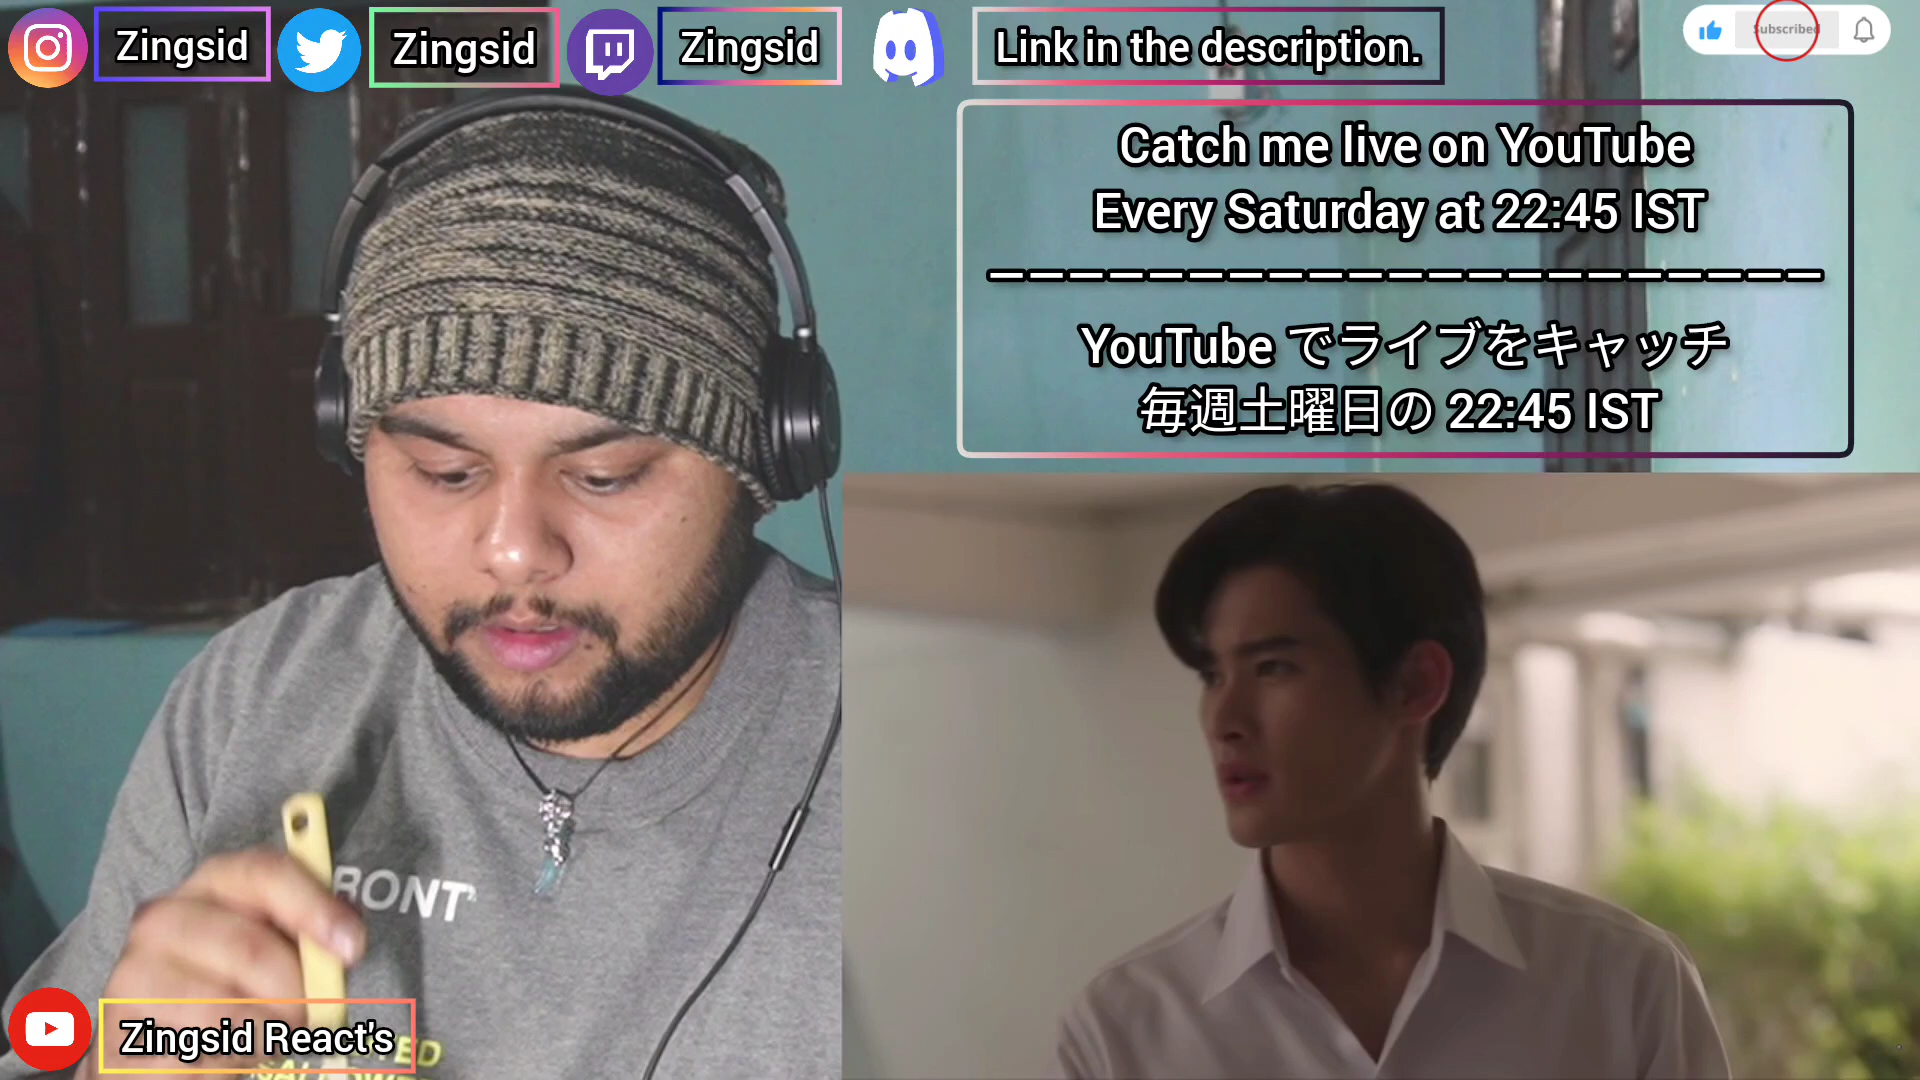 Zingsid
Zingsid
Zingsid
Link in the description.
Subscribed
Catch me live on YouTube
Every Saturday at 22:45 IST
YouTube でライブをキャッチ
毎週土曜日の 22:45 IST
RONT
Zingsid React's
ED